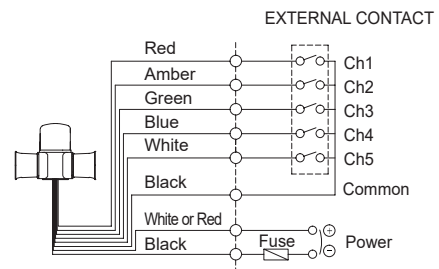 EXTERNAL CONTACT
Red
Ch1
Amber
Ch2
Green
Ch3
Blue
Ch4
White
Ch5
Black
Common
White or Red
⊕
Fuse
Power
Black
⊖